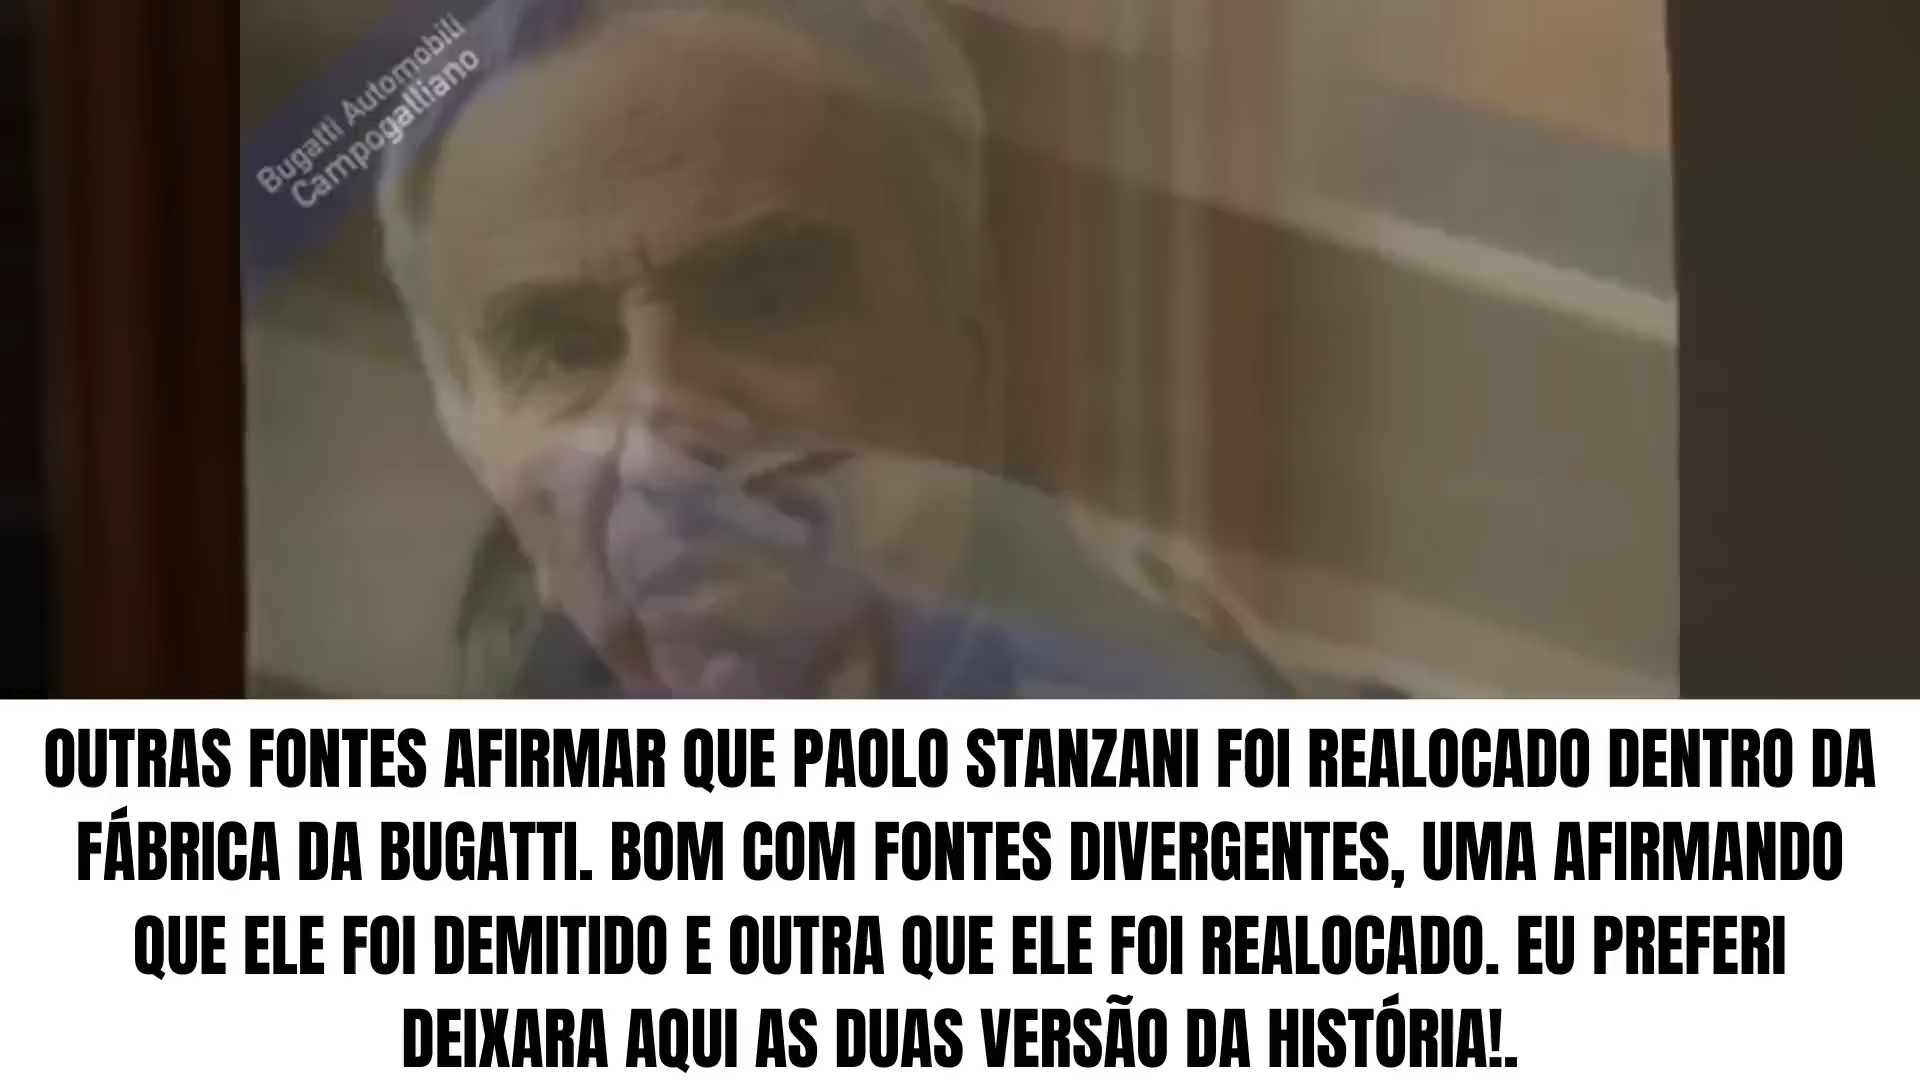 Bugatti Automobili
Campogalliano
OUTRAS FONTES AFIRMAR QUE PAOLO STANZANI FOI REALOCADO DENTRO DA
FÁBRICA DA BUGATTI. BOM COM FONTES DIVERGENTES, UMA AFIRMANDO
QUE ELE FOI DEMITIDO E OUTRA QUE ELE FOI REALOCADO. EU PREFERI
DEIXARA AQUI AS DUAS VERSÃO DA HISTÓRIA!.